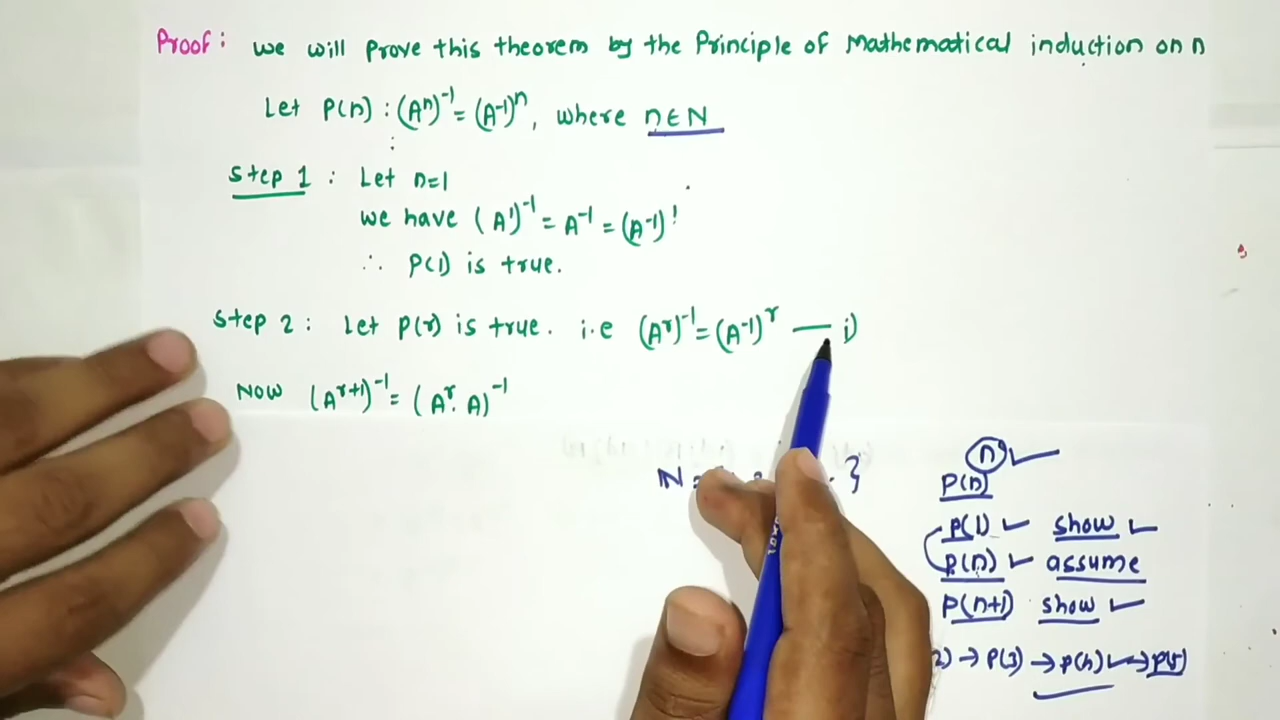 Proof: we will Prove this theorem by the Principle of Mathematical induction on n
Let P(n) : (Aⁿ)⁻¹ = (A⁻¹)ⁿ, where n∈N
:
Step 1 : Let n=1
we have (A¹)⁻¹ = A⁻¹ = (A⁻¹)¹
∴ P(1) is true.
Step 2 : Let P(r) is true. i.e (Aʳ)⁻¹ = (A⁻¹)ʳ — i)
Now (Aʳ⁺¹)⁻¹ = (Aʳ. A)⁻¹
N = }
n ✓
P(n)
P(1) ✓ show ✓
P(n) ✓ assume
P(n+1) show ✓
2) → P(3) →